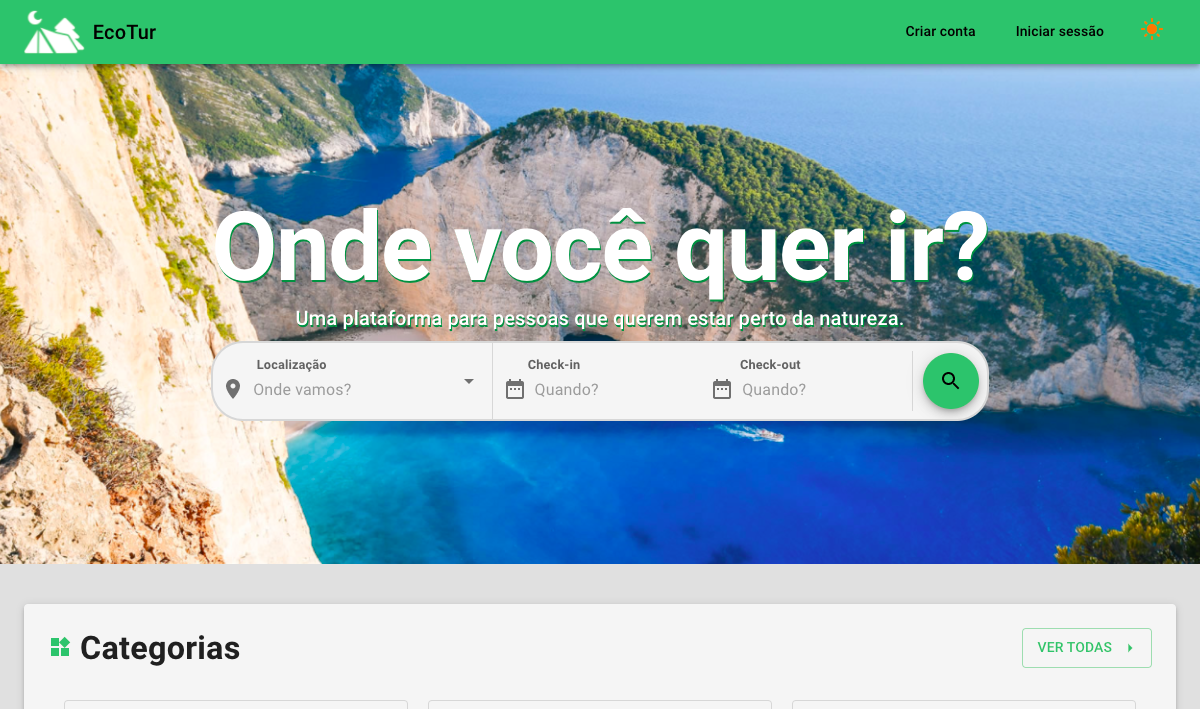 EcoTur
Criar conta
Iniciar sessão
Onde você quer ir?
Uma plataforma para pessoas que querem estar perto da natureza.
Localização
Onde vamos?
Check-in
Quando?
Check-out
Quando?
Categorias
VER TODAS